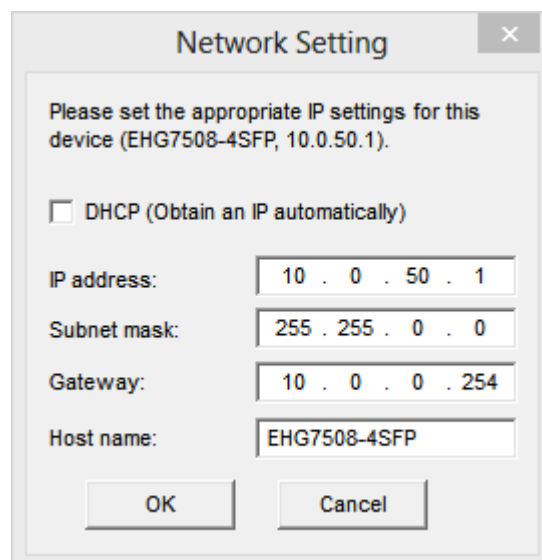 Network Setting
Please set the appropriate IP settings for this
device (EHG7508-4SFP, 10.0.50.1).
DHCP (Obtain an IP automatically)
IP address: 10 . 0 . 50 . 1
Subnet mask: 255 . 255 . 0 . 0
Gateway: 10 . 0 . 0 . 254
Host name: EHG7508-4SFP
OK Cancel